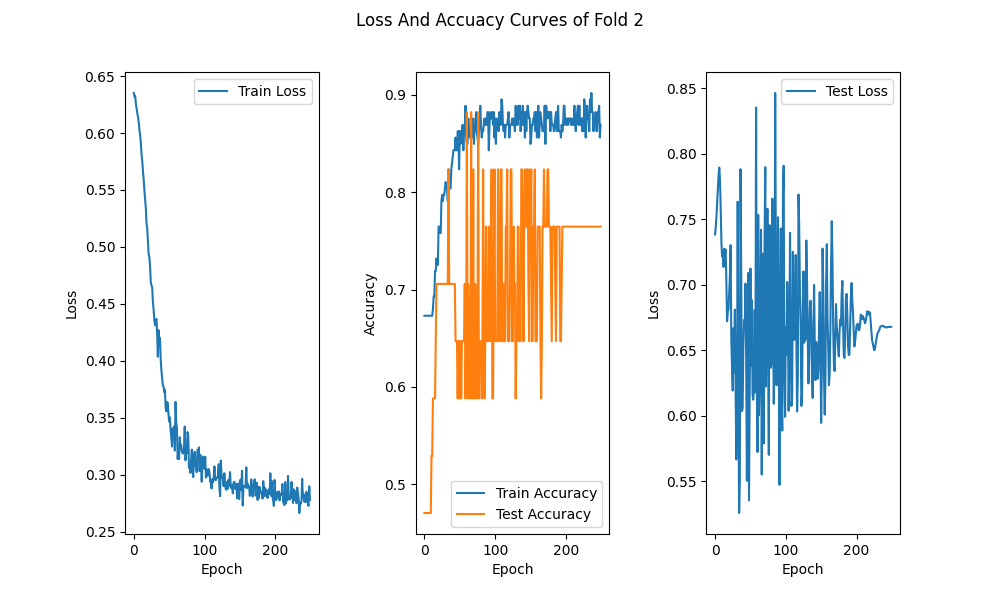 Loss And Accuacy Curves of Fold 2
0.65
0.60
0.55
0.50
0.45
0.40
0.35
0.30
0.25
Loss
0
100
200
Epoch
Train Loss
0.9
0.8
0.7
0.6
0.5
Accuracy
0
100
200
Epoch
Train Accuracy
Test Accuracy
0.85
0.80
0.75
0.70
0.65
0.60
0.55
Loss
0
100
200
Epoch
Test Loss